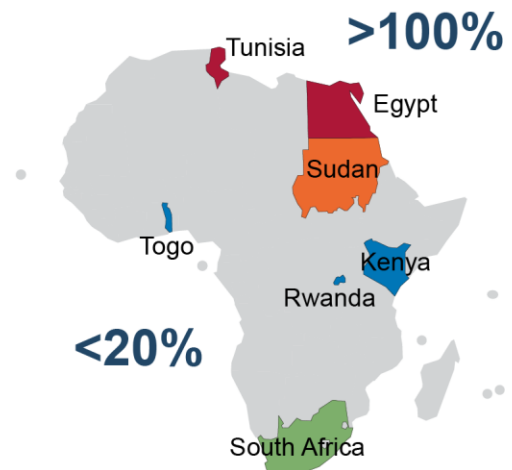 >100%
Tunisia
Egypt
Sudan
Togo
Kenya
Rwanda
<20%
South Africa